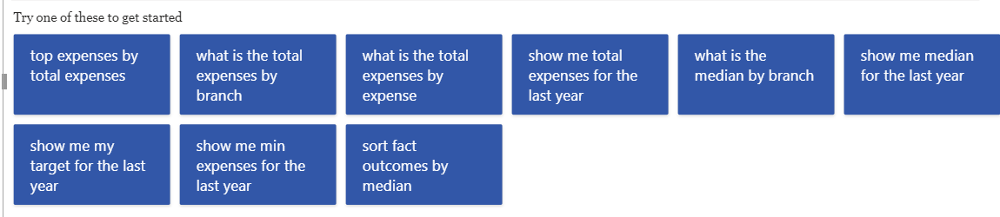 Try one of these to get started
top expenses by
total expenses
what is the total
expenses by
branch
what is the total
expenses by
expense
show me total
expenses for the
last year
what is the
median by branch
show me median
for the last year
show me my
target for the last
year
show me min
expenses for the
last year
sort fact
outcomes by
median